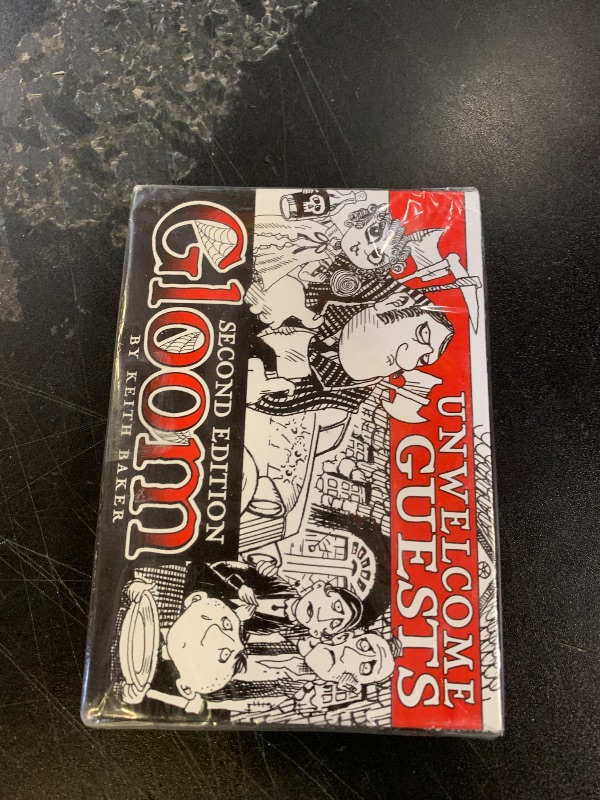 UNWELCOME
GUESTS
SECOND EDITION
Gloom
BY KEITH BAKER